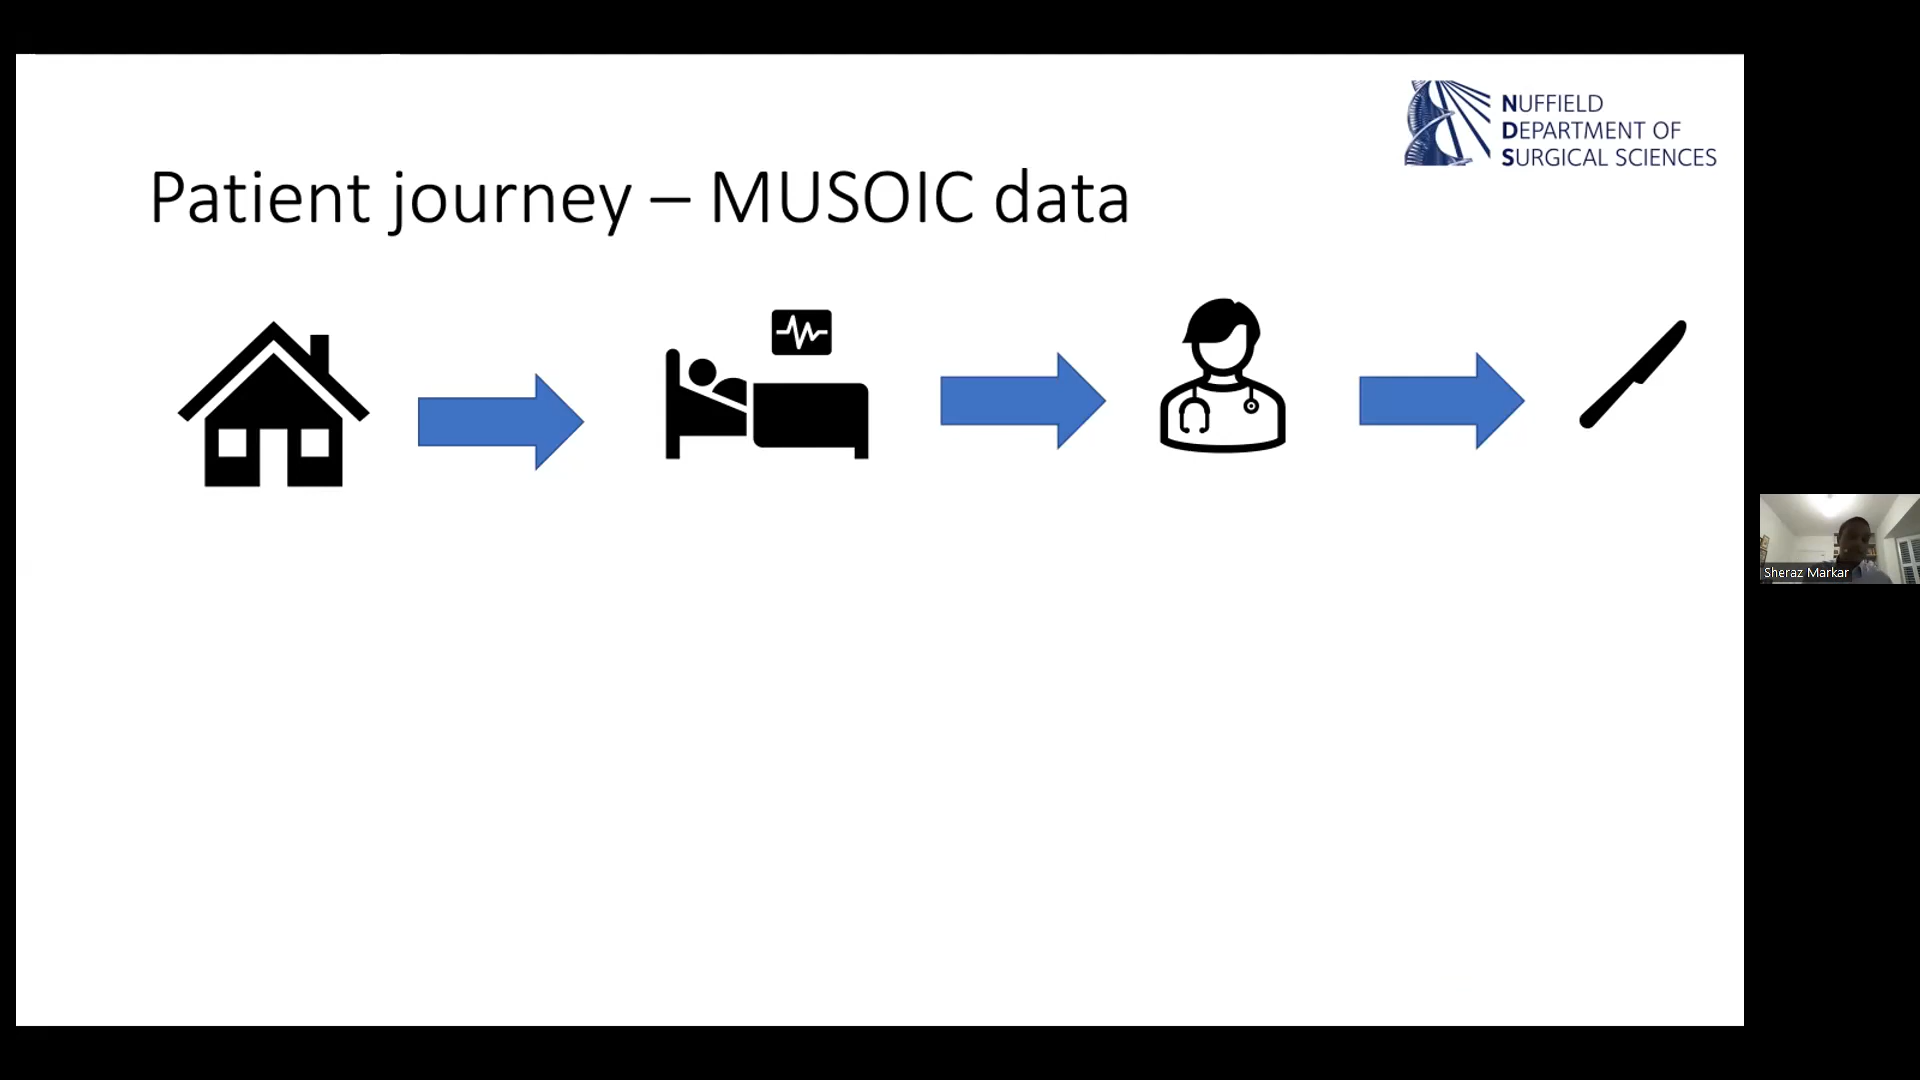 NUFFIELD
DEPARTMENT OF
SURGICAL SCIENCES
Patient journey – MUSOIC data
Sheraz Markar